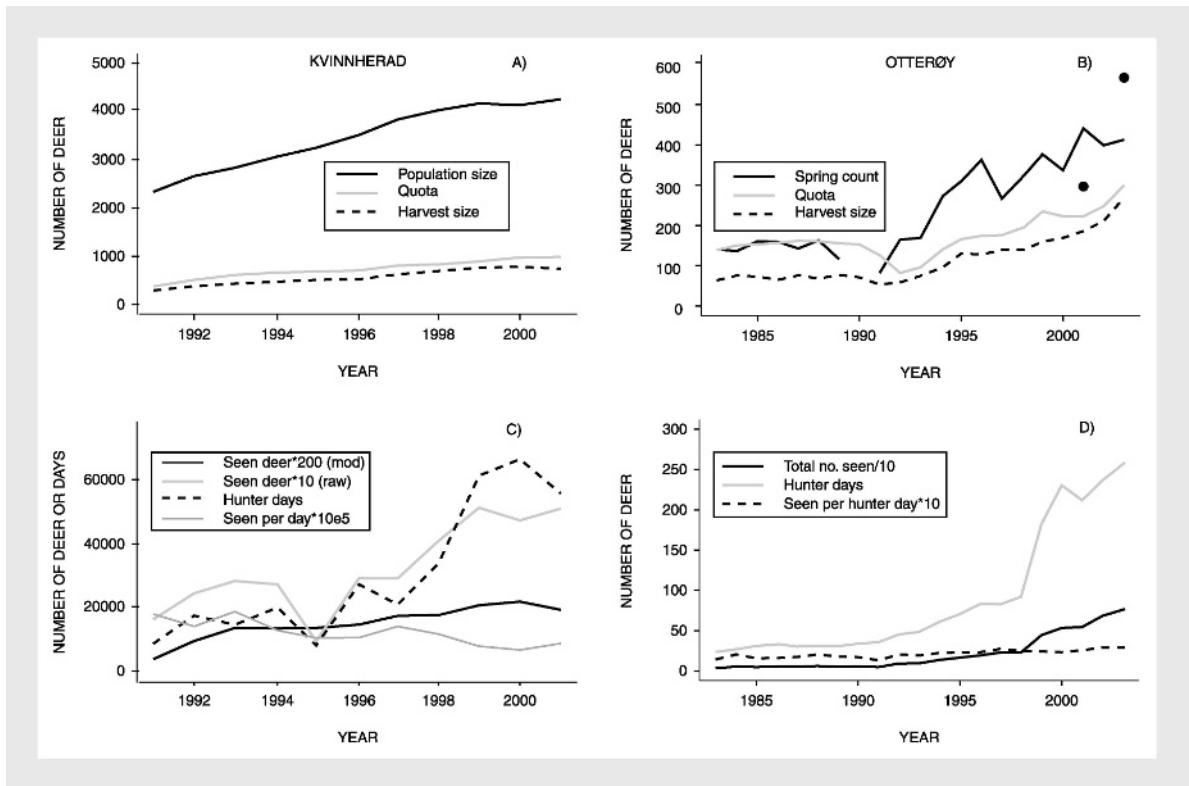 KVINNHERAD
A)
NUMBER OF DEER
5000
4000
3000
2000
1000
0
Population size
Quota
Harvest size
1992
1994
1996
1998
2000
YEAR
OTTERØY
B)
NUMBER OF DEER
600
500
400
300
200
100
0
Spring count
Quota
Harvest size
1985
1990
1995
2000
YEAR
C)
NUMBER OF DEER OR DAYS
60000
40000
20000
0
Seen deer*200 (mod)
Seen deer*10 (raw)
Hunter days
Seen per day*10e5
1992
1994
1996
1998
2000
YEAR
D)
NUMBER OF DEER
300
250
200
150
100
50
0
Total no. seen/10
Hunter days
Seen per hunter day*10
1985
1990
1995
2000
YEAR